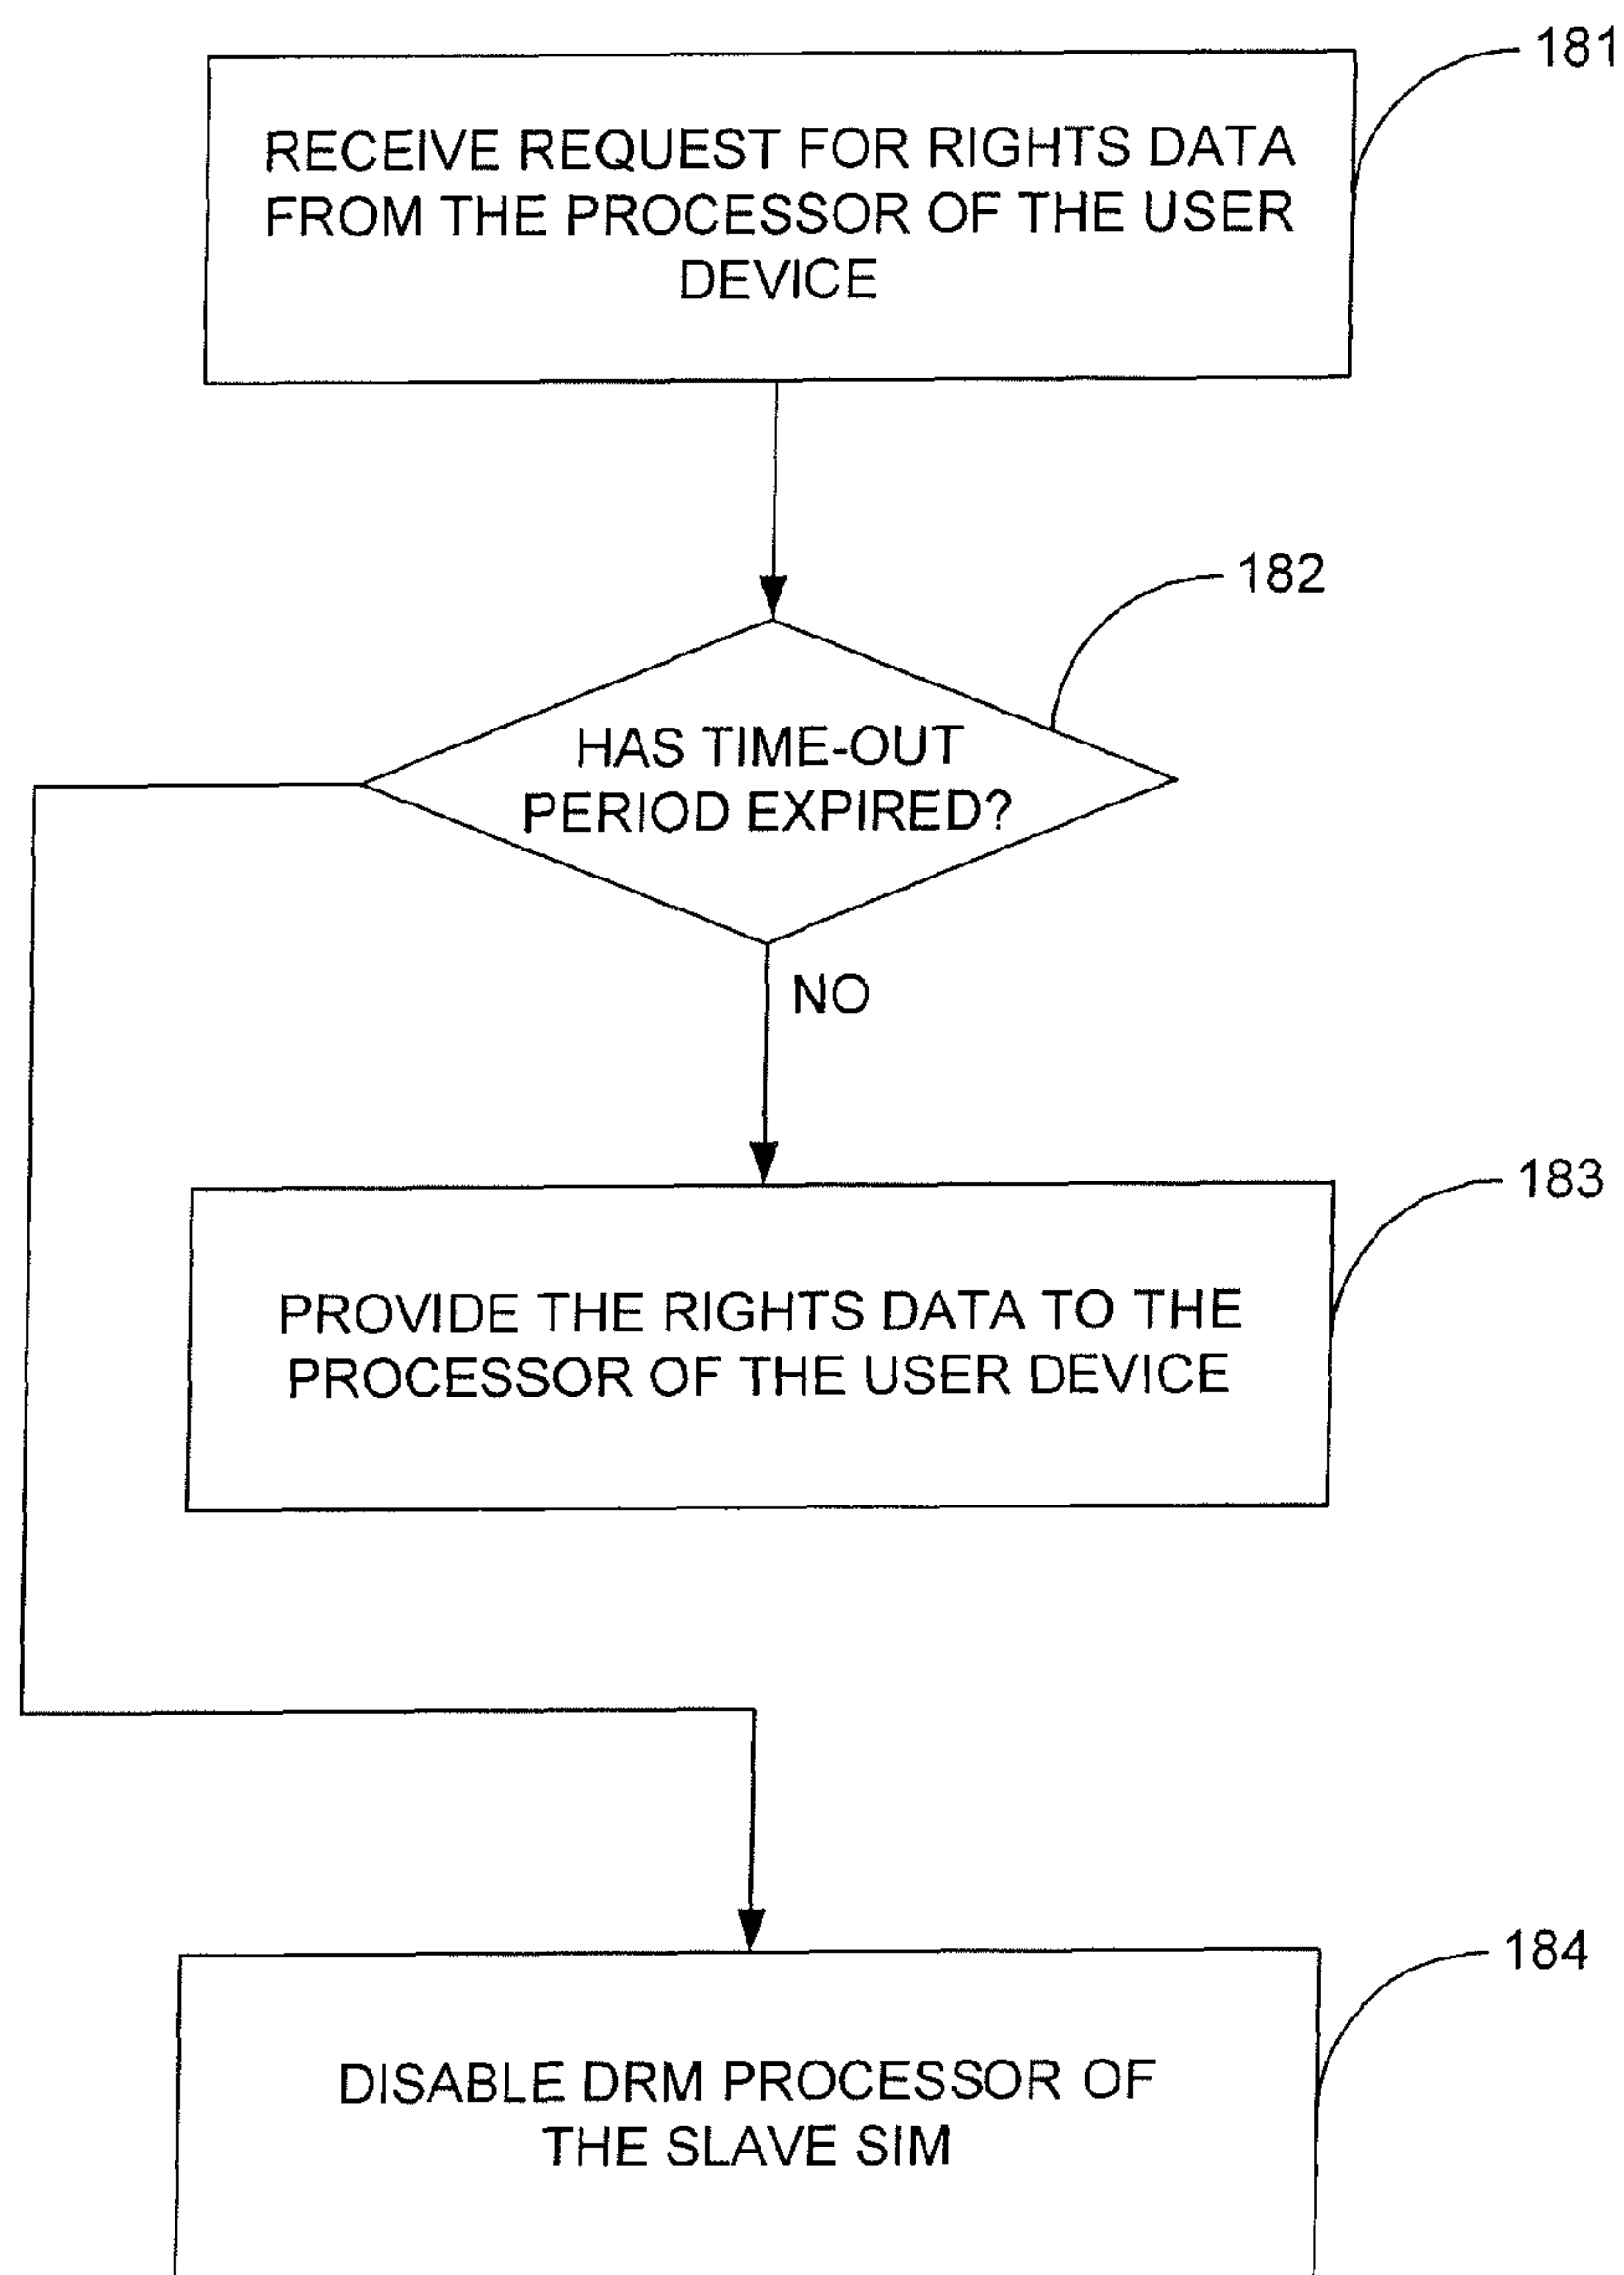 181
RECEIVE REQUEST FOR RIGHTS DATA
FROM THE PROCESSOR OF THE USER
DEVICE
182
HAS TIME-OUT
PERIOD EXPIRED?
NO
183
PROVIDE THE RIGHTS DATA TO THE
PROCESSOR OF THE USER DEVICE
184
DISABLE DRM PROCESSOR OF
THE SLAVE SIM